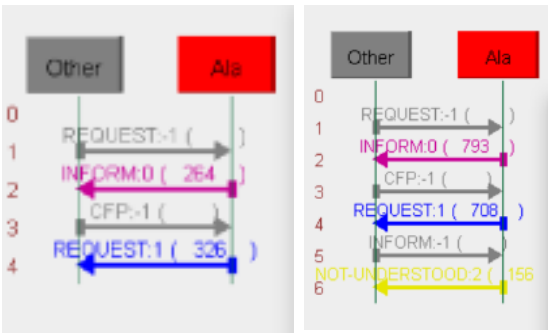 Other Ala
0
REQUEST:-1 ( )
1
INFORM:0 ( 264 )
2
CFP:-1 ( )
3
REQUEST:1 ( 326 )
4
Other Ala
0
REQUEST:-1 ( )
1
INFORM:0 ( 793 )
2
CFP:-1 ( )
3
REQUEST:1 ( 708 )
4
INFORM:-1 ( )
5
NOT-UNDERSTOOD:2 ( 156
6